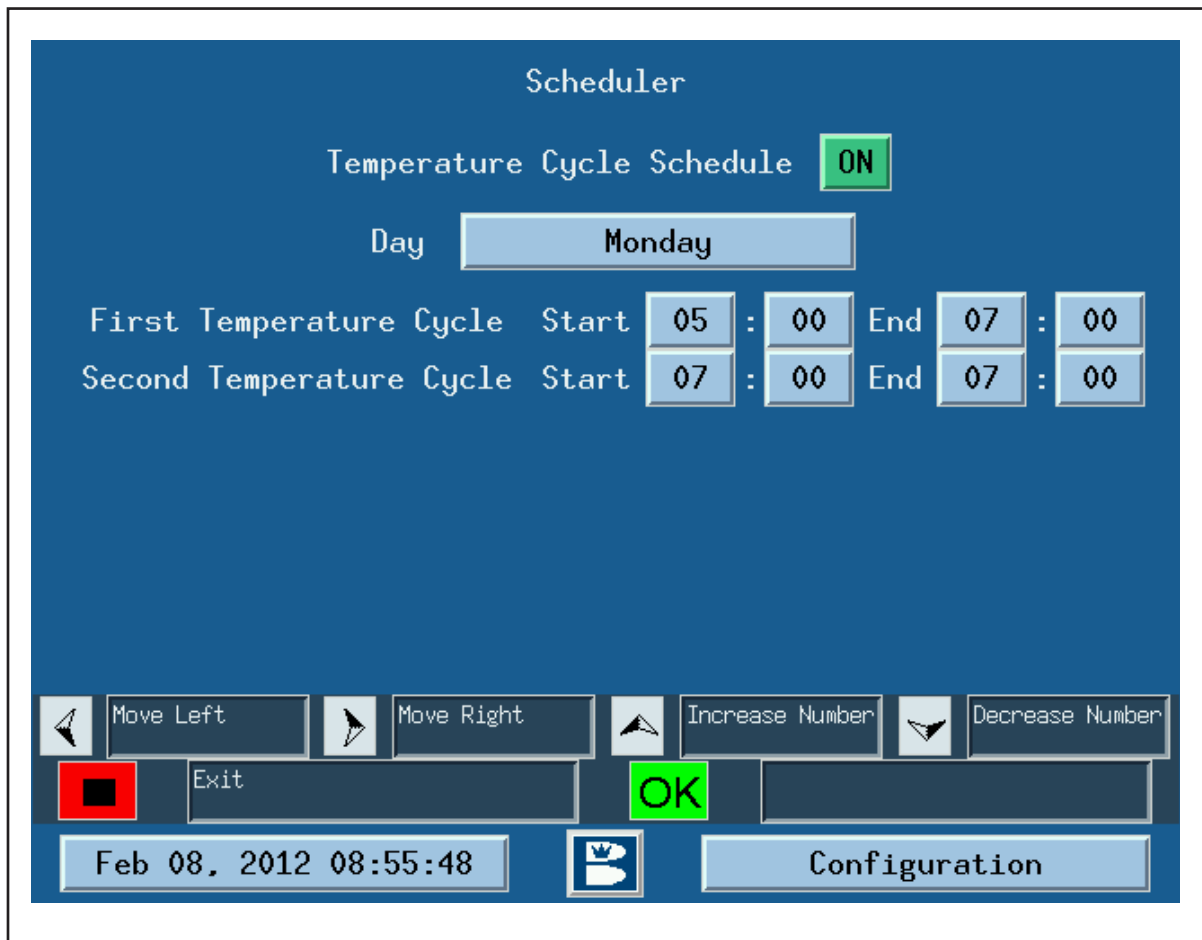 Scheduler
Temperature Cycle Schedule ON
Day Monday
First Temperature Cycle Start 05 : 00 End 07 : 00
Second Temperature Cycle Start 07 : 00 End 07 : 00
Move Left Move Right Increase Number Decrease Number
Exit OK
Feb 08, 2012 08:55:48 Configuration